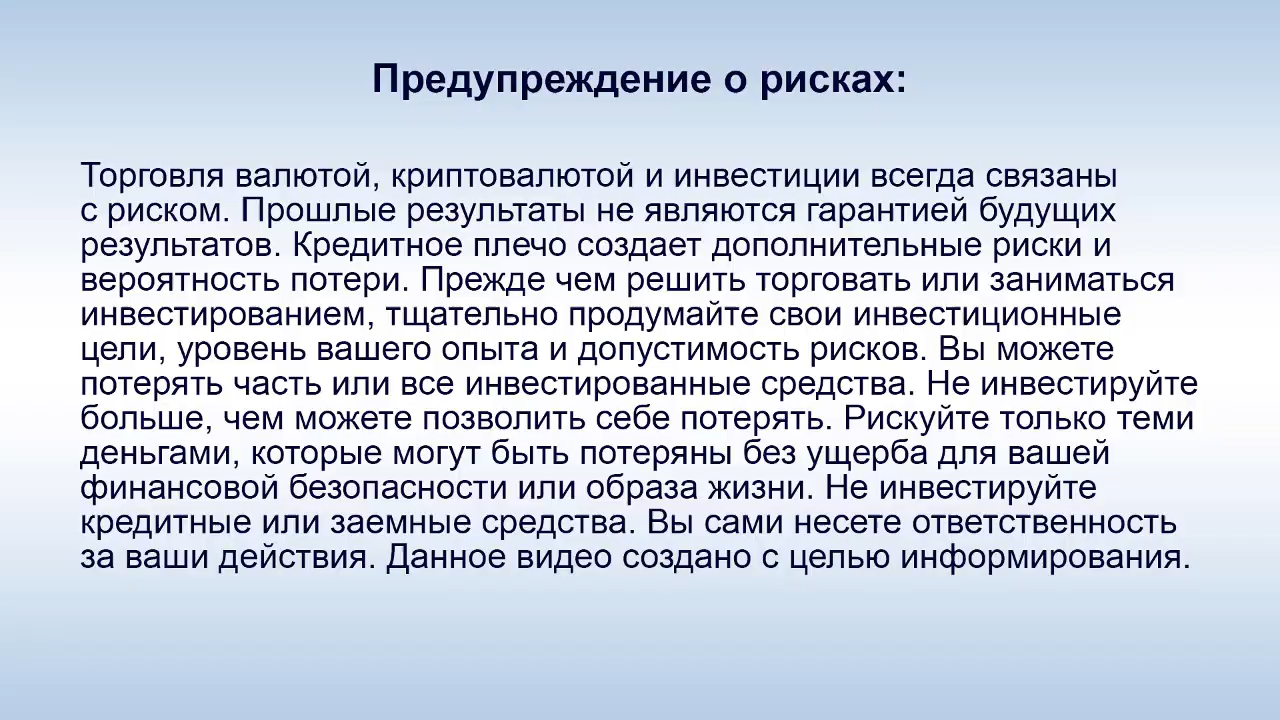 Предупреждение о рисках:
Торговля валютой, криптовалютой и инвестиции всегда связаны
с риском. Прошлые результаты не являются гарантией будущих
результатов. Кредитное плечо создает дополнительные риски и
вероятность потери. Прежде чем решить торговать или заниматься
инвестированием, тщательно продумайте свои инвестиционные
цели, уровень вашего опыта и допустимость рисков. Вы можете
потерять часть или все инвестированные средства. Не инвестируйте
больше, чем можете позволить себе потерять. Рискуйте только теми
деньгами, которые могут быть потеряны без ущерба для вашей
финансовой безопасности или образа жизни. Не инвестируйте
кредитные или заемные средства. Вы сами несете ответственность
за ваши действия. Данное видео создано с целью информирования.